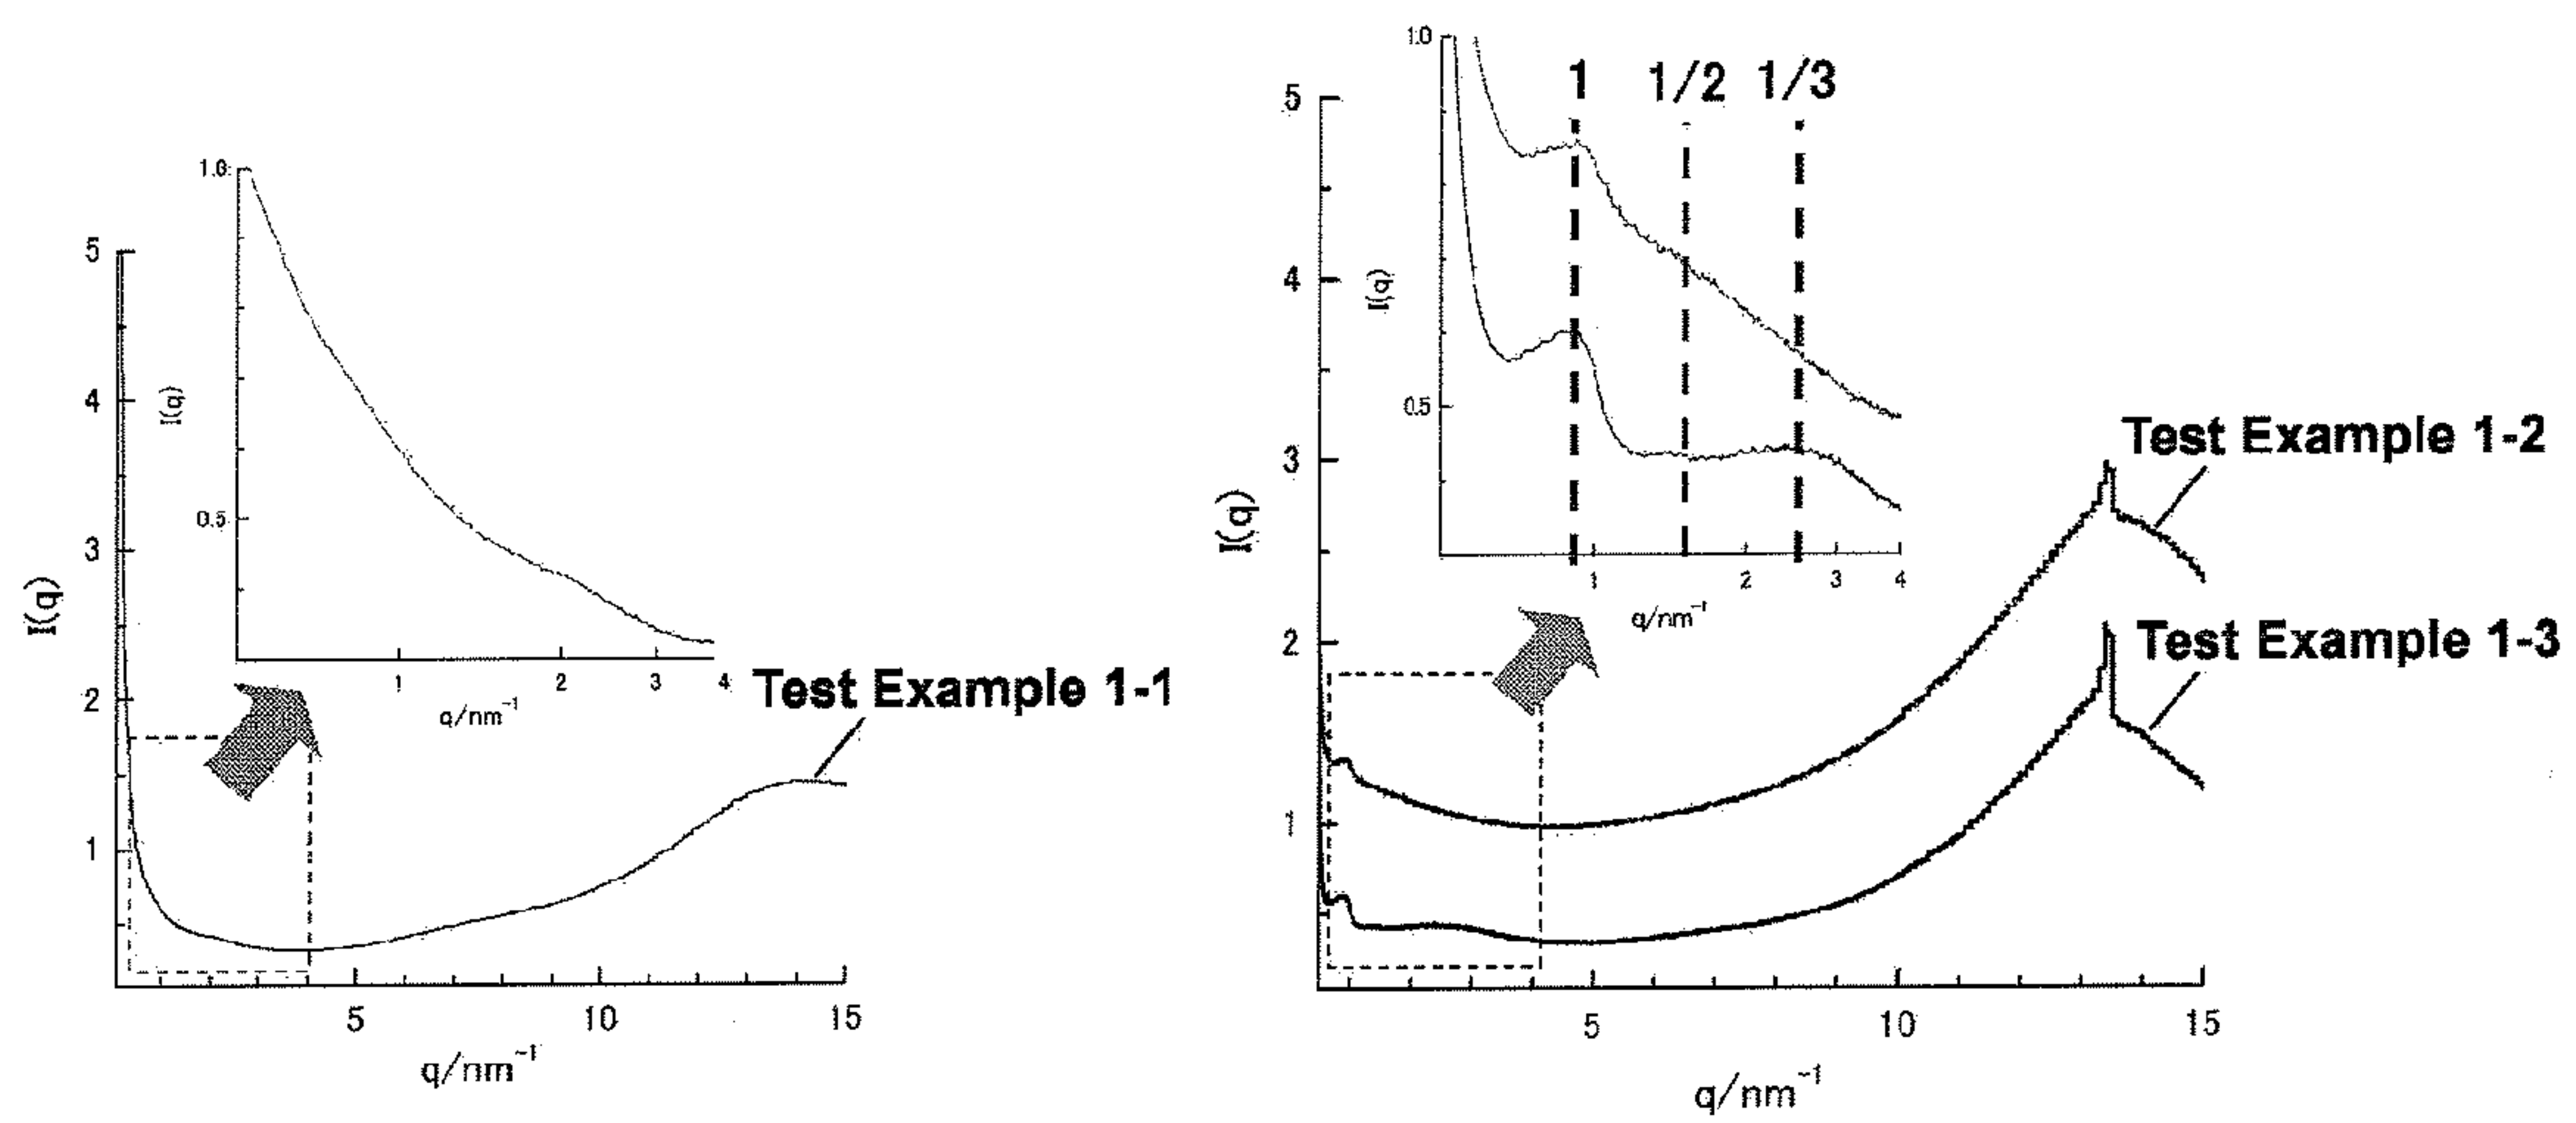 1.0
I(q)
0.5
1 2 3 4
q/nm⁻¹
5
4
3
2
1
I(q)
Test Example 1-1
5 10 15
q/nm⁻¹
1.0
I(q)
0.5
1 1/2 1/3
1 2 3 4
q/nm⁻¹
5
4
3
2
1
I(q)
Test Example 1-2
Test Example 1-3
5 10 15
q/nm⁻¹